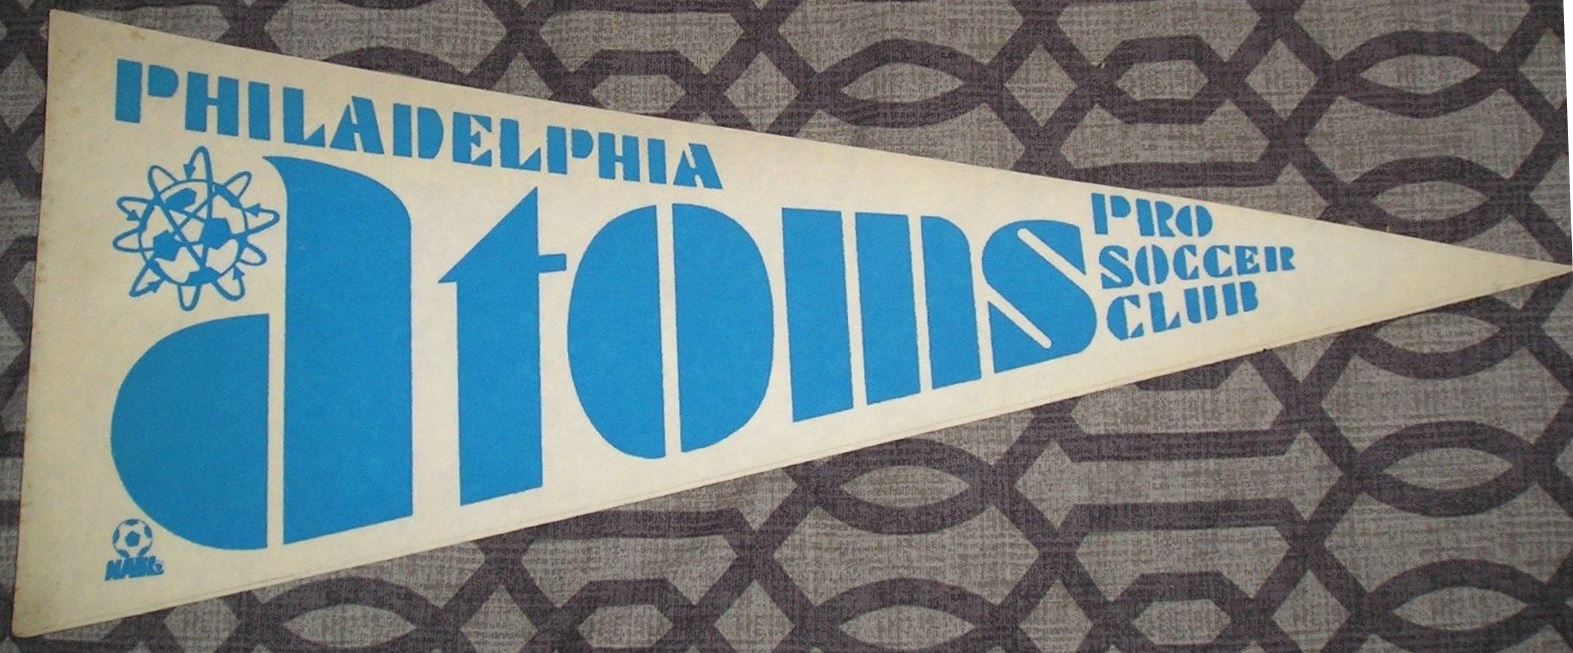 PHILADELPHIA
atoms
PRO
SOCCER
CLUB
NASL